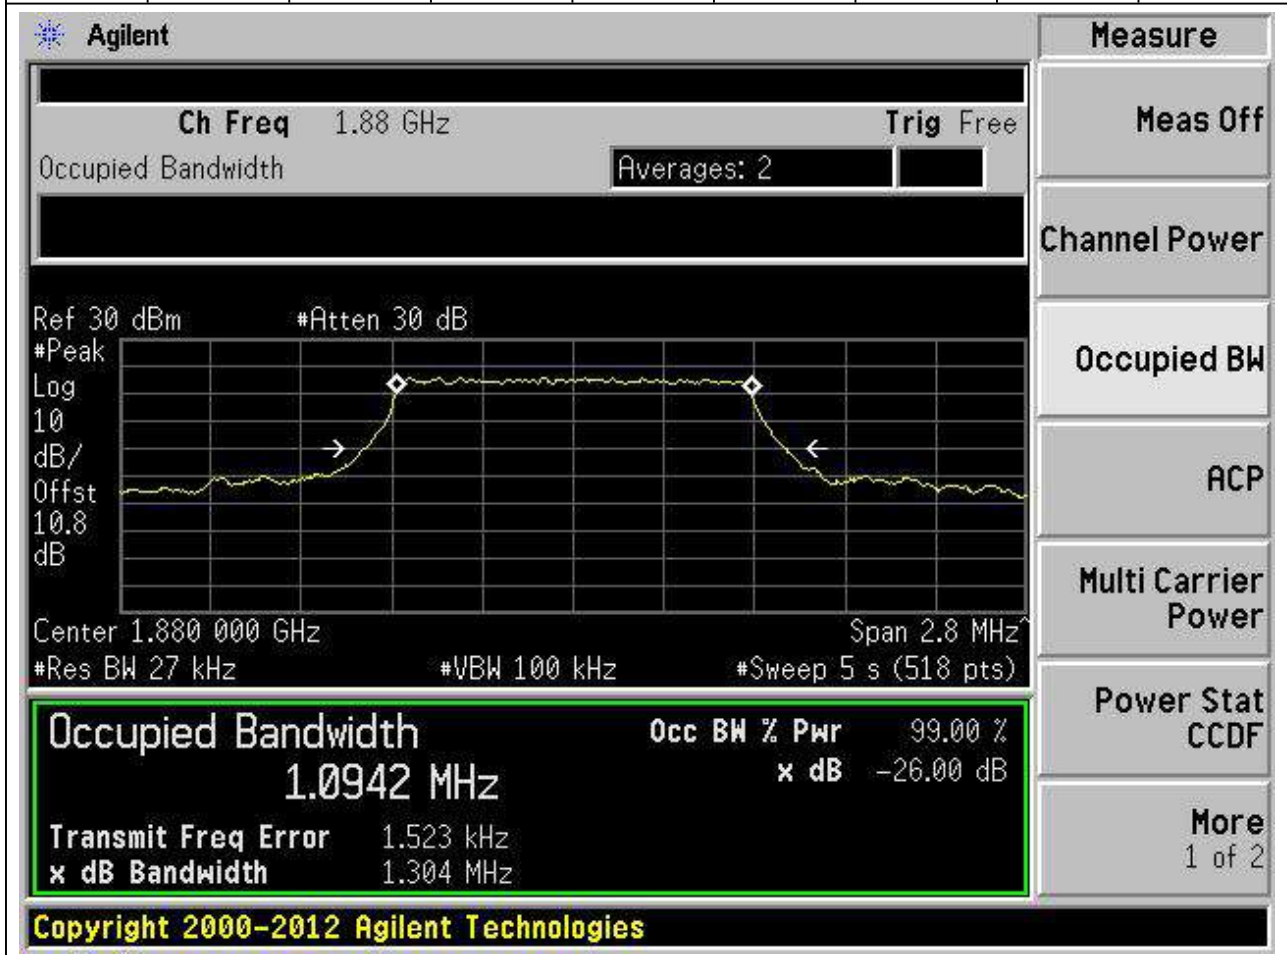 Agilent
Measure
Ch Freq 1.88 GHz Trig Free
Occupied Bandwidth Averages: 2
Meas Off
Channel Power
Ref 30 dBm #Atten 30 dB
#Peak
Log
10
dB/
Offst
10.8
dB
Occupied BW
ACP
Center 1.880 000 GHz Span 2.8 MHz^
#Res BW 27 kHz #VBW 100 kHz #Sweep 5 s (518 pts)
Multi Carrier
Power
Occupied Bandwidth Occ BW % Pwr 99.00 %
1.0942 MHz x dB -26.00 dB
Transmit Freq Error 1.523 kHz
x dB Bandwidth 1.304 MHz
Power Stat
CCDF
More
1 of 2
Copyright 2000-2012 Agilent Technologies